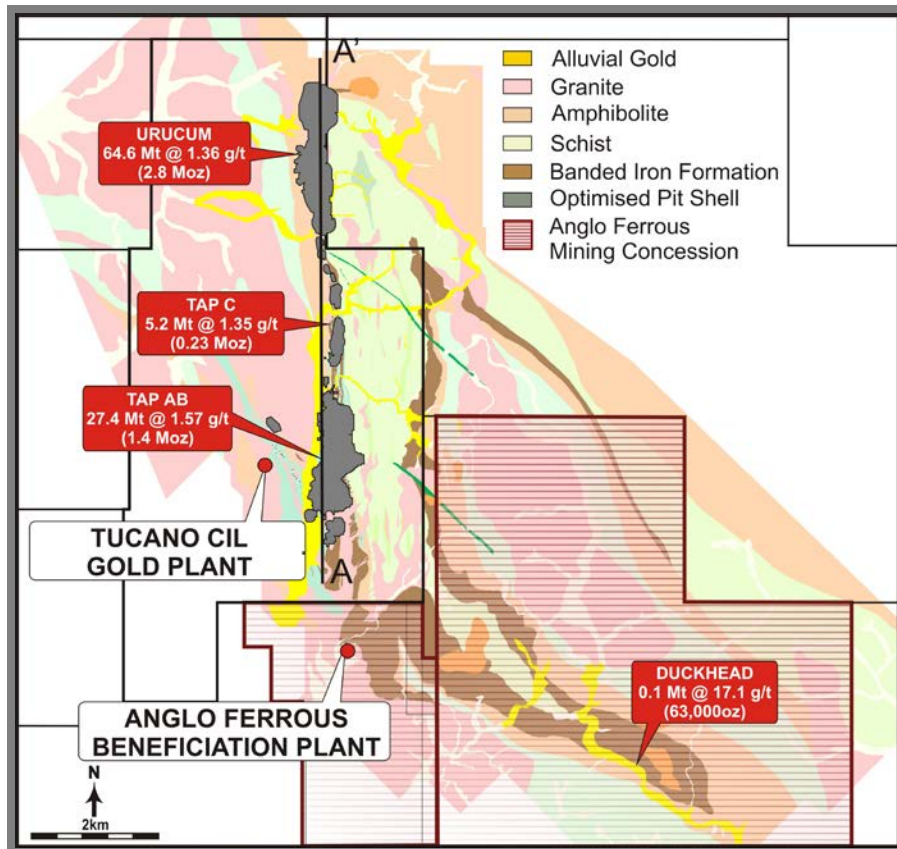 A'
Alluvial Gold
Granite
Amphibolite
Schist
Banded Iron Formation
Optimised Pit Shell
Anglo Ferrous
Mining Concession
URUCUM
64.6 Mt @ 1.36 g/t
(2.8 Moz)
TAP C
5.2 Mt @ 1.35 g/t
(0.23 Moz)
TAP AB
27.4 Mt @ 1.57 g/t
(1.4 Moz)
TUCANO CIL
GOLD PLANT
A
DUCKHEAD
0.1 Mt @ 17.1 g/t
(63,000oz)
ANGLO FERROUS
BENEFICIATION PLANT
N
2km